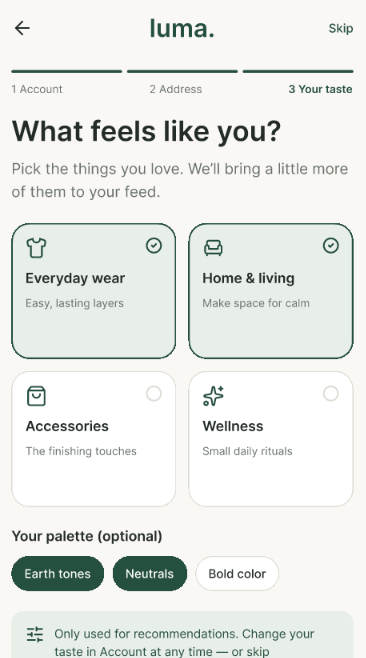 luma.
Skip
1 Account
2 Address
3 Your taste
What feels like you?
Pick the things you love. We’ll bring a little more
of them to your feed.
Everyday wear
Easy, lasting layers
Home & living
Make space for calm
Accessories
The finishing touches
Wellness
Small daily rituals
Your palette (optional)
Earth tones
Neutrals
Bold color
Only used for recommendations. Change your
taste in Account at any time — or skip